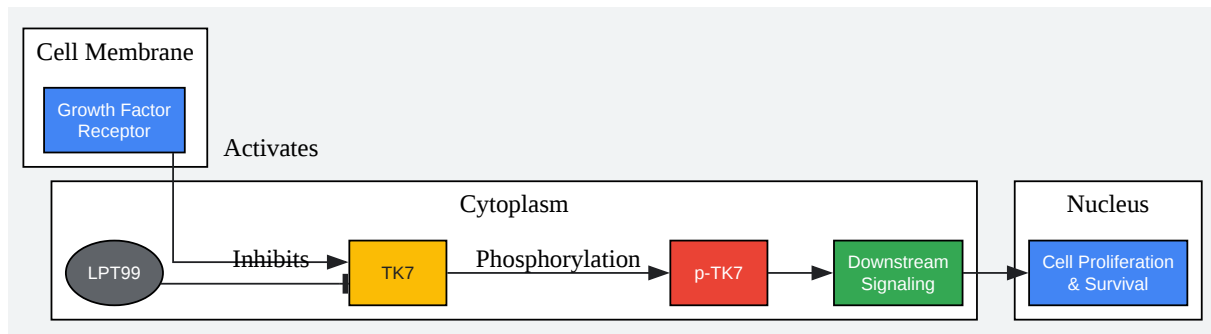 Cell Membrane
Growth Factor
Receptor
Activates
Cytoplasm
Nucleus
LPT99
Inhibits
TK7
Phosphorylation
p-TK7
Downstream
Signaling
Cell Proliferation
& Survival